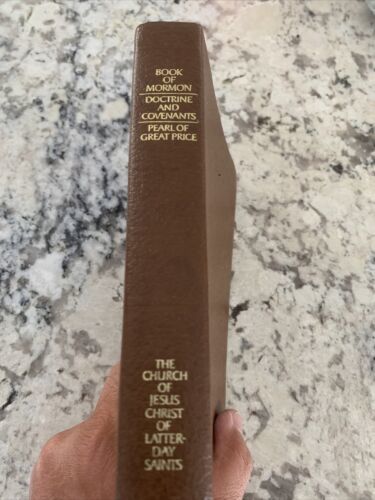 BOOK
OF
MORMON
DOCTRINE
AND
COVENANTS
PEARL OF
GREAT PRICE
THE
CHURCH
OF
JESUS
CHRIST
OF
LATTER-
DAY
SAINTS